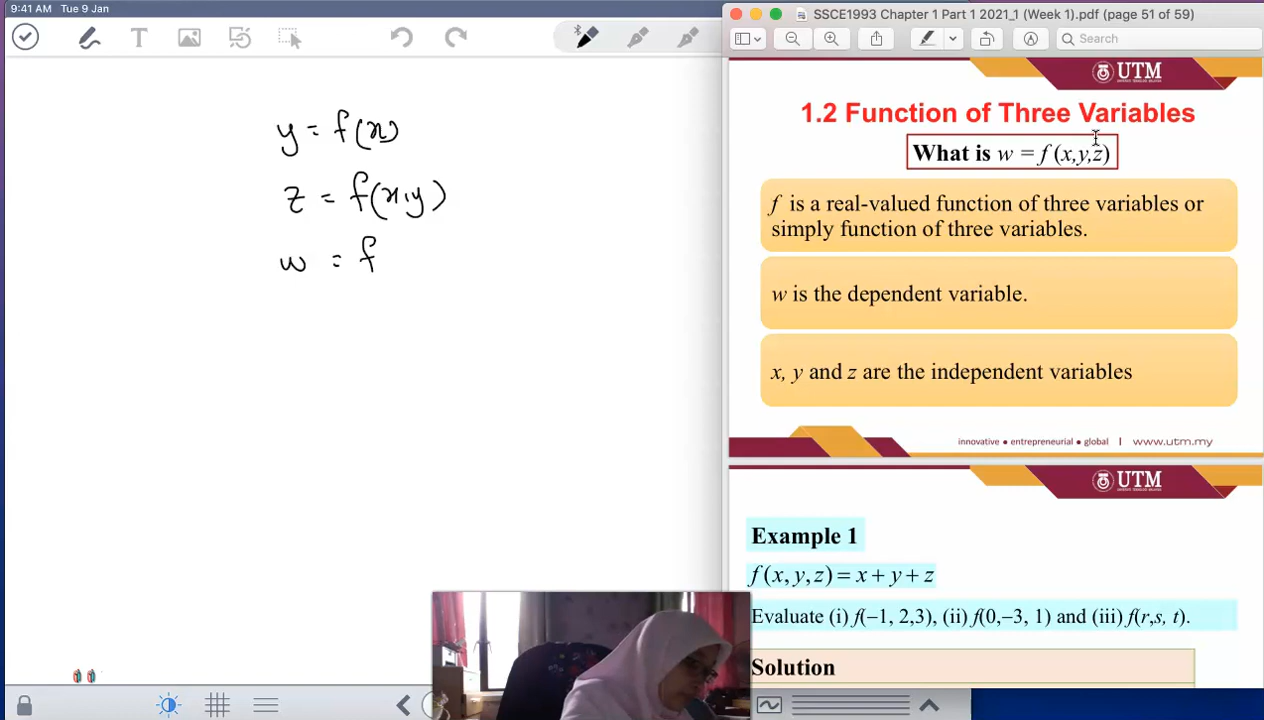 9:41 AM Tue 9 Jan
y = f(x)
z = f(x,y)
w = f
SSCE1993 Chapter 1 Part 1 2021_1 (Week 1).pdf (page 51 of 59)
Search
UTM
1.2 Function of Three Variables
What is w = f (x,y,z)
f is a real-valued function of three variables or
simply function of three variables.
w is the dependent variable.
x, y and z are the independent variables
innovative ● entrepreneurial ● global | www.utm.my
UTM
Example 1
f (x, y, z) = x + y + z
Evaluate (i) f(−1, 2,3), (ii) f(0,−3, 1) and (iii) f(r,s, t).
Solution